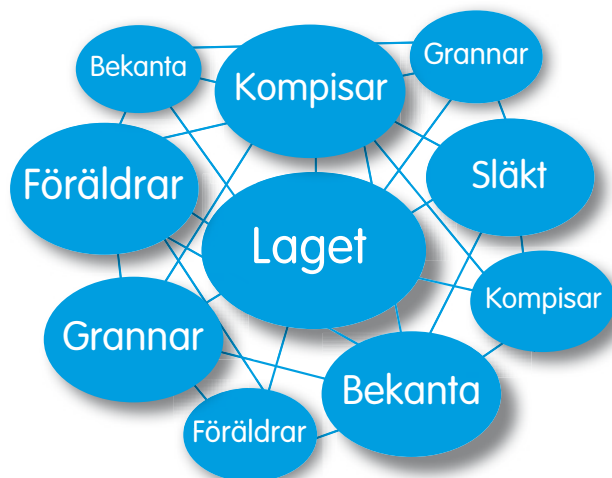 Bekanta
Kompisar
Grannar
Föräldrar
Släkt
Laget
Kompisar
Grannar
Bekanta
Föräldrar